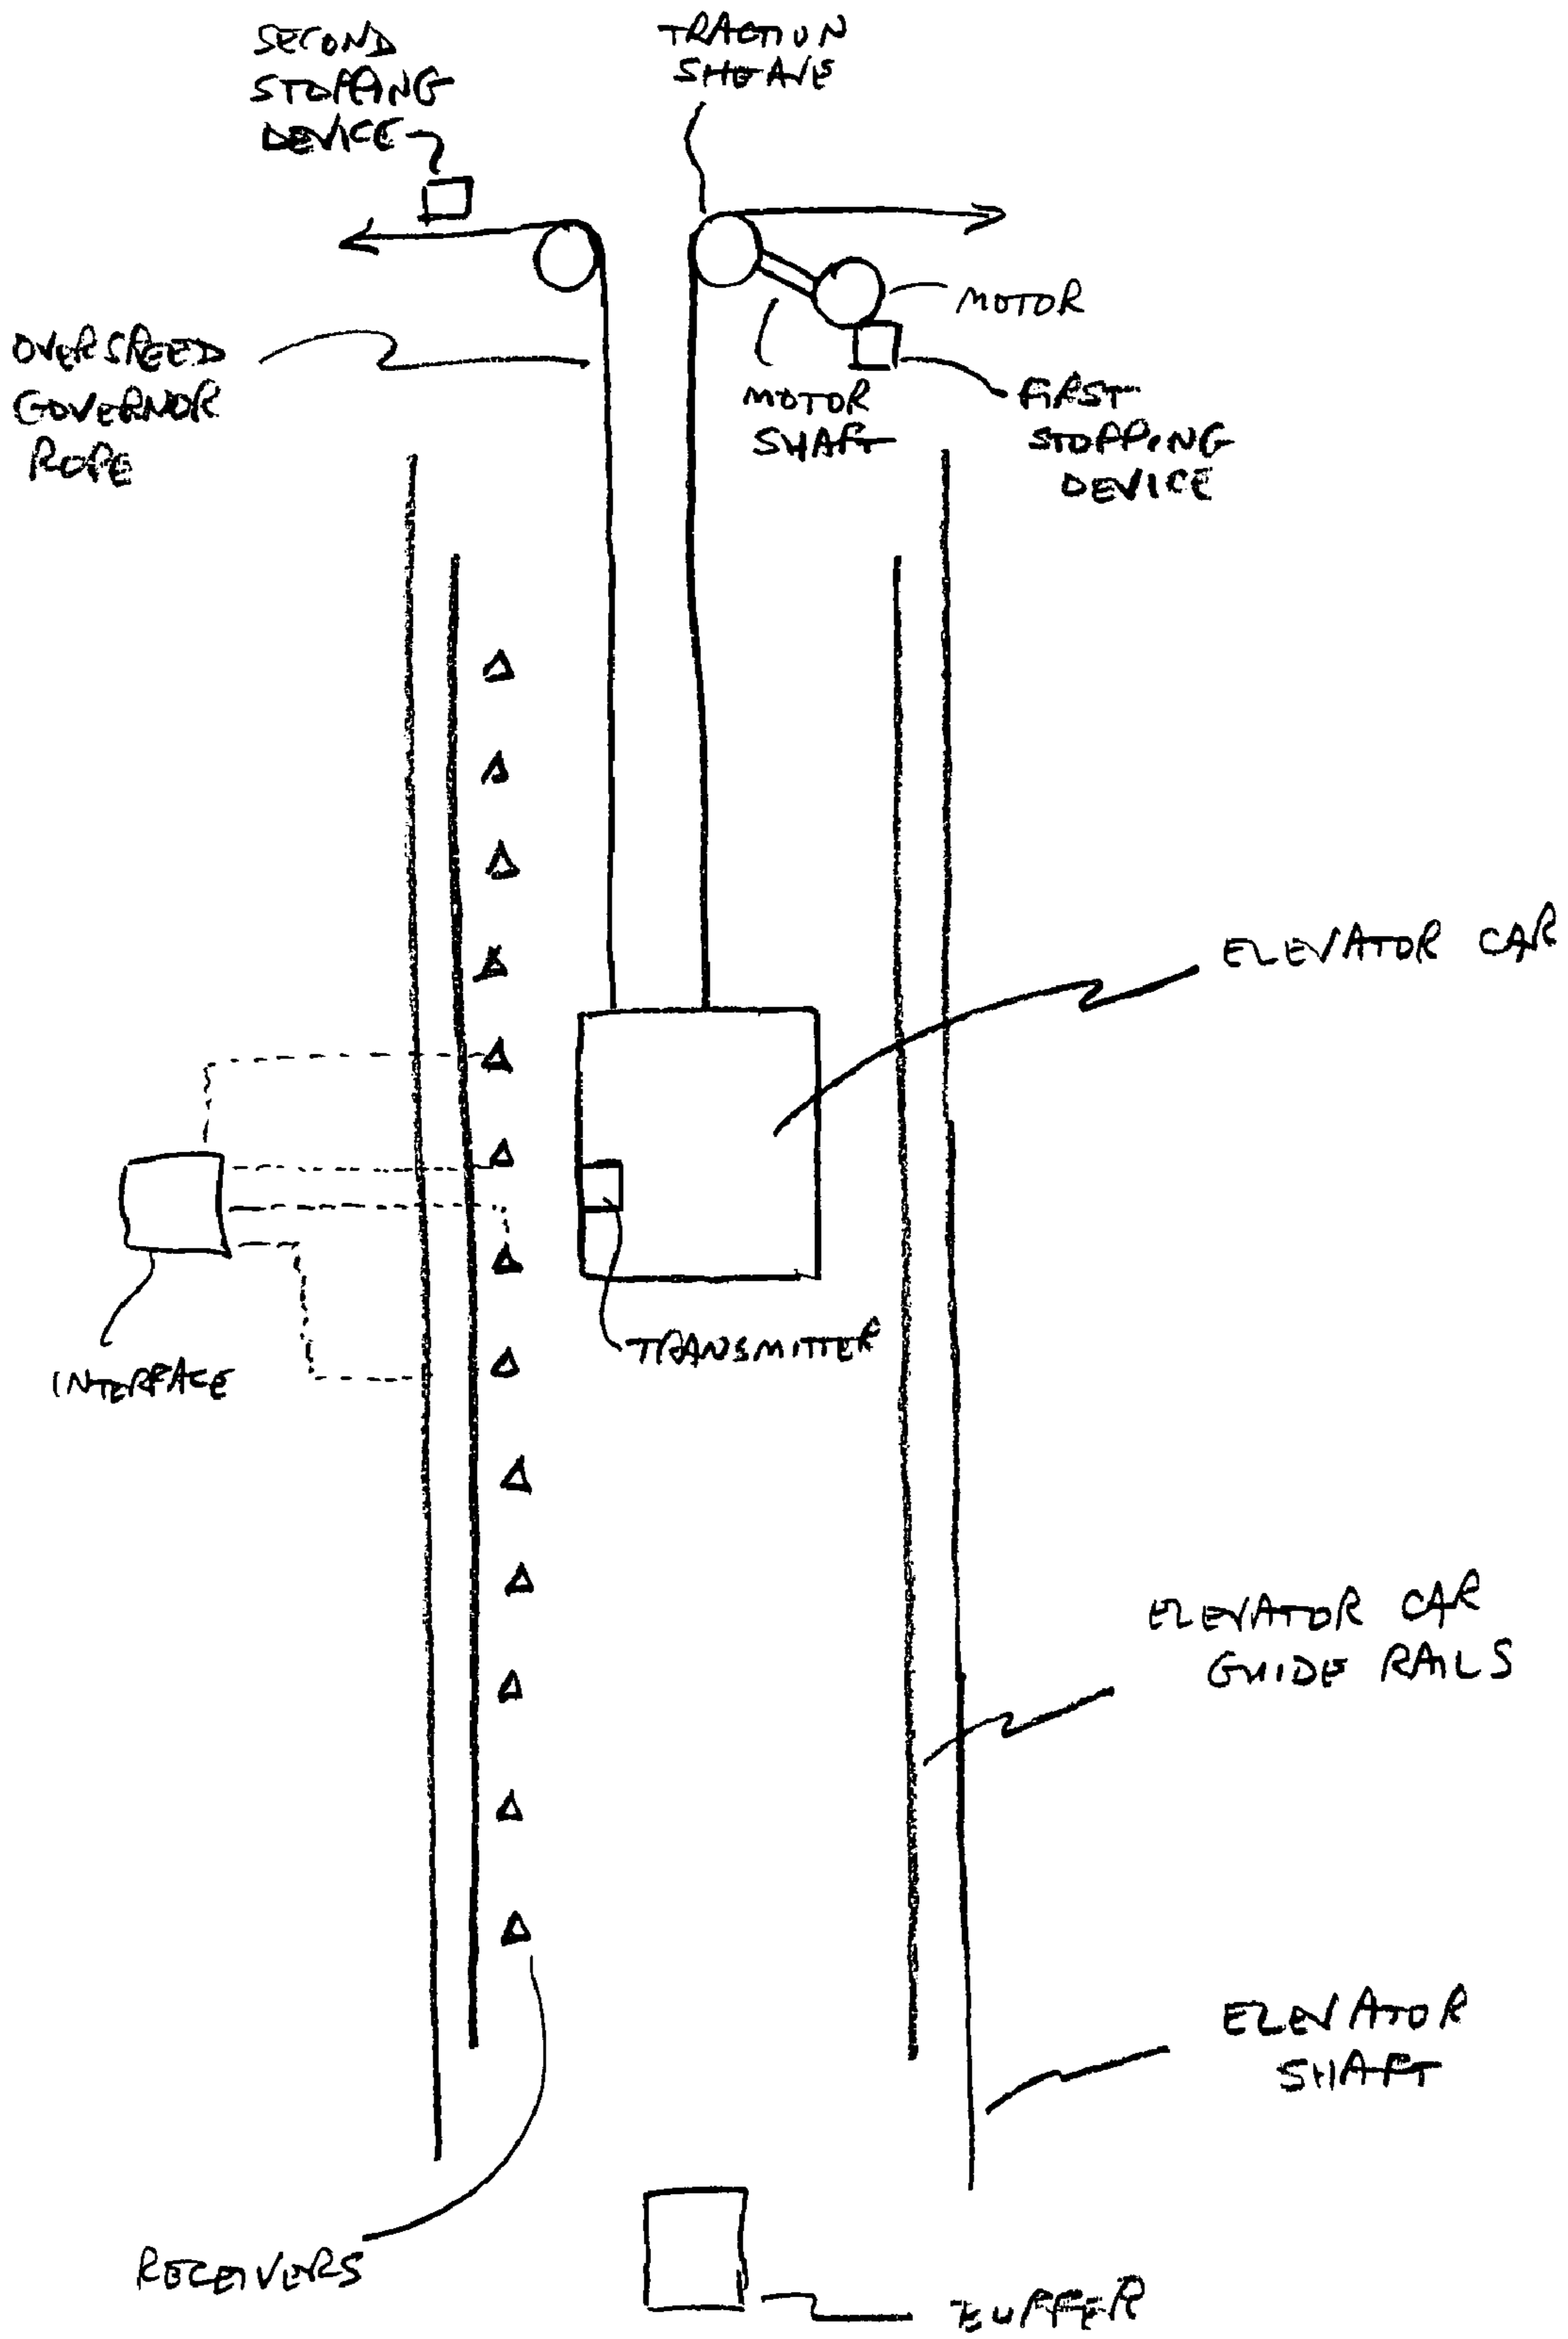 SECOND
STOPPING
DEVICE
TRACTION
SHEAVE
MOTOR
OVERSPEED
GOVERNOR
ROPE
MOTOR
SHAFT
FIRST
STOPPING
DEVICE
ELEVATOR CAR
TRANSMITTER
INTERFACE
ELEVATOR CAR
GUIDE RAILS
ELEVATOR
SHAFT
RECEIVERS
BUFFER